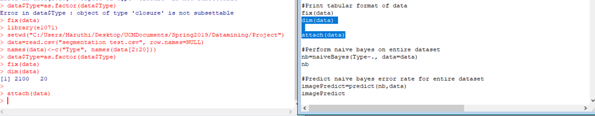 > data$Type=as.factor(data$Type)
Error in data$Type : object of type 'closure' is not subsettable
> fix(data)
> library(e1071)
> setwd("C:/Users/Maruthi/Desktop/UCMDocuments/Spring2019/Datamining/Project")
> data=read.csv("segmentation test.csv", row.names=NULL)
> names(data)<-c("Type", names(data[2:20]))
> data$Type=as.factor(data$Type)
> fix(data)
> dim(data)
[1] 2100   20
>
> attach(data)
>
#Print tabular format of data
fix(data)
dim(data)
attach(data)
#Perform naive bayes on entire dataset
nb=naiveBayes(Type~., data=data)
nb
#Predict naive bayes error rate for entire dataset
imagePredict=predict(nb,data)
imagePredict